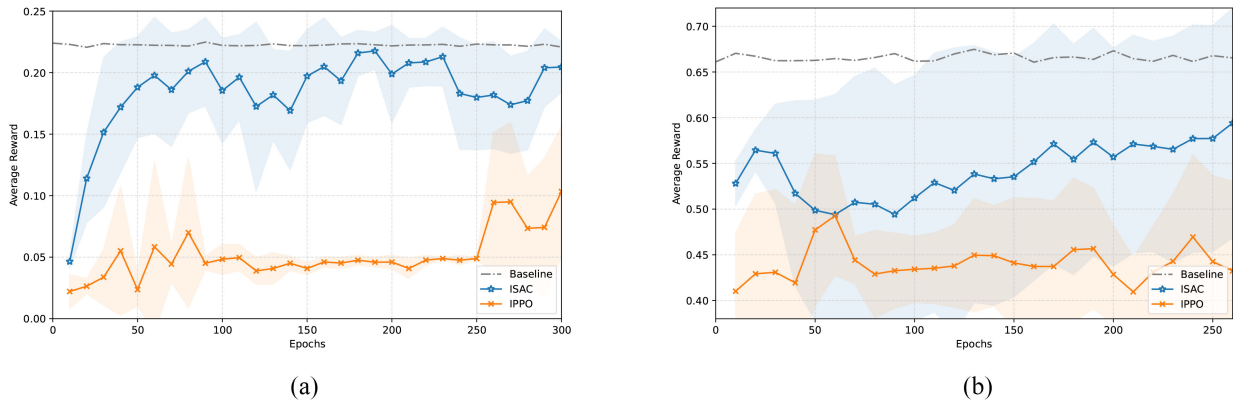 0.25
0.20
0.15
0.10
0.05
0.00
Average Reward
0 50 100 150 200 250 300
Epochs
Baseline
ISAC
IPPO
(a)
0.70
0.65
0.60
0.55
0.50
0.45
0.40
Average Reward
0 50 100 150 200 250
Epochs
Baseline
ISAC
IPPO
(b)